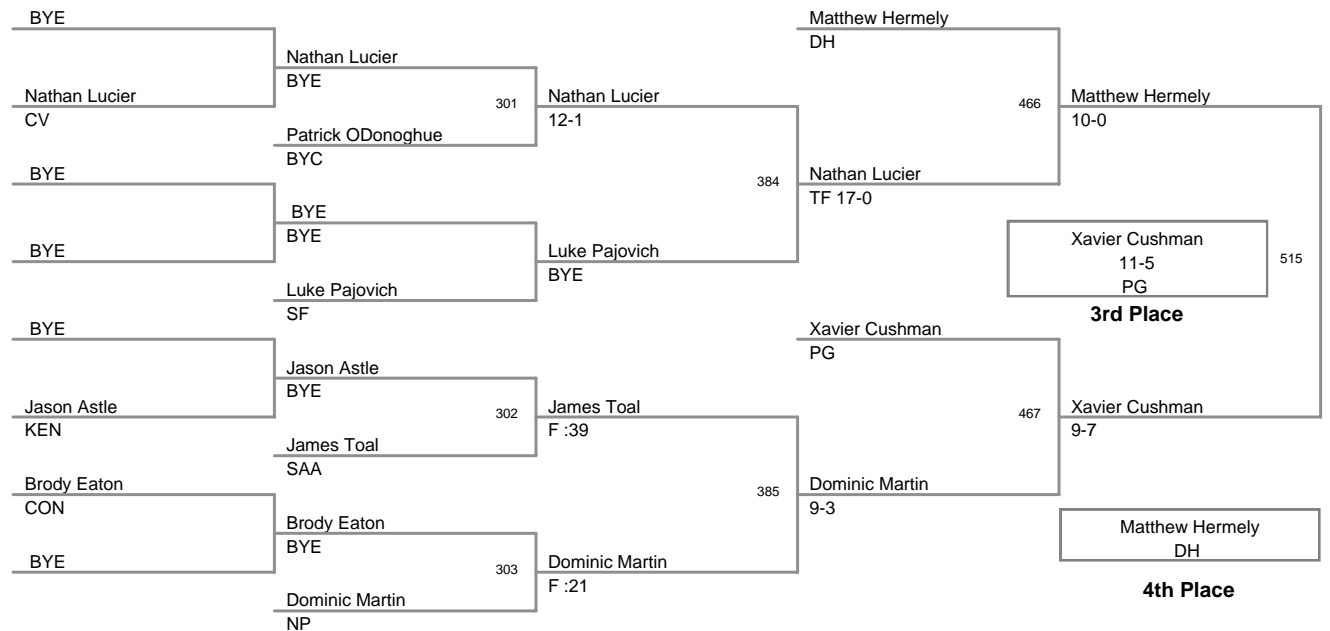 BYE
Nathan Lucier
CV
BYE
BYE
BYE
Jason Astle
KEN
Brody Eaton
CON
BYE
Nathan Lucier
BYE
301
Patrick ODonoghue
BYC
BYE
BYE
Luke Pajovich
SF
Jason Astle
BYE
302
James Toal
SAA
Brody Eaton
BYE
303
Dominic Martin
NP
Nathan Lucier
12-1
384
Luke Pajovich
BYE
James Toal
F :39
385
Dominic Martin
F :21
Matthew Hermely
DH
466
Nathan Lucier
TF 17-0
Xavier Cushman
PG
467
Dominic Martin
9-3
Matthew Hermely
10-0
515
Xavier Cushman
9-7
Xavier Cushman
11-5
PG
3rd Place
Matthew Hermely
DH
4th Place